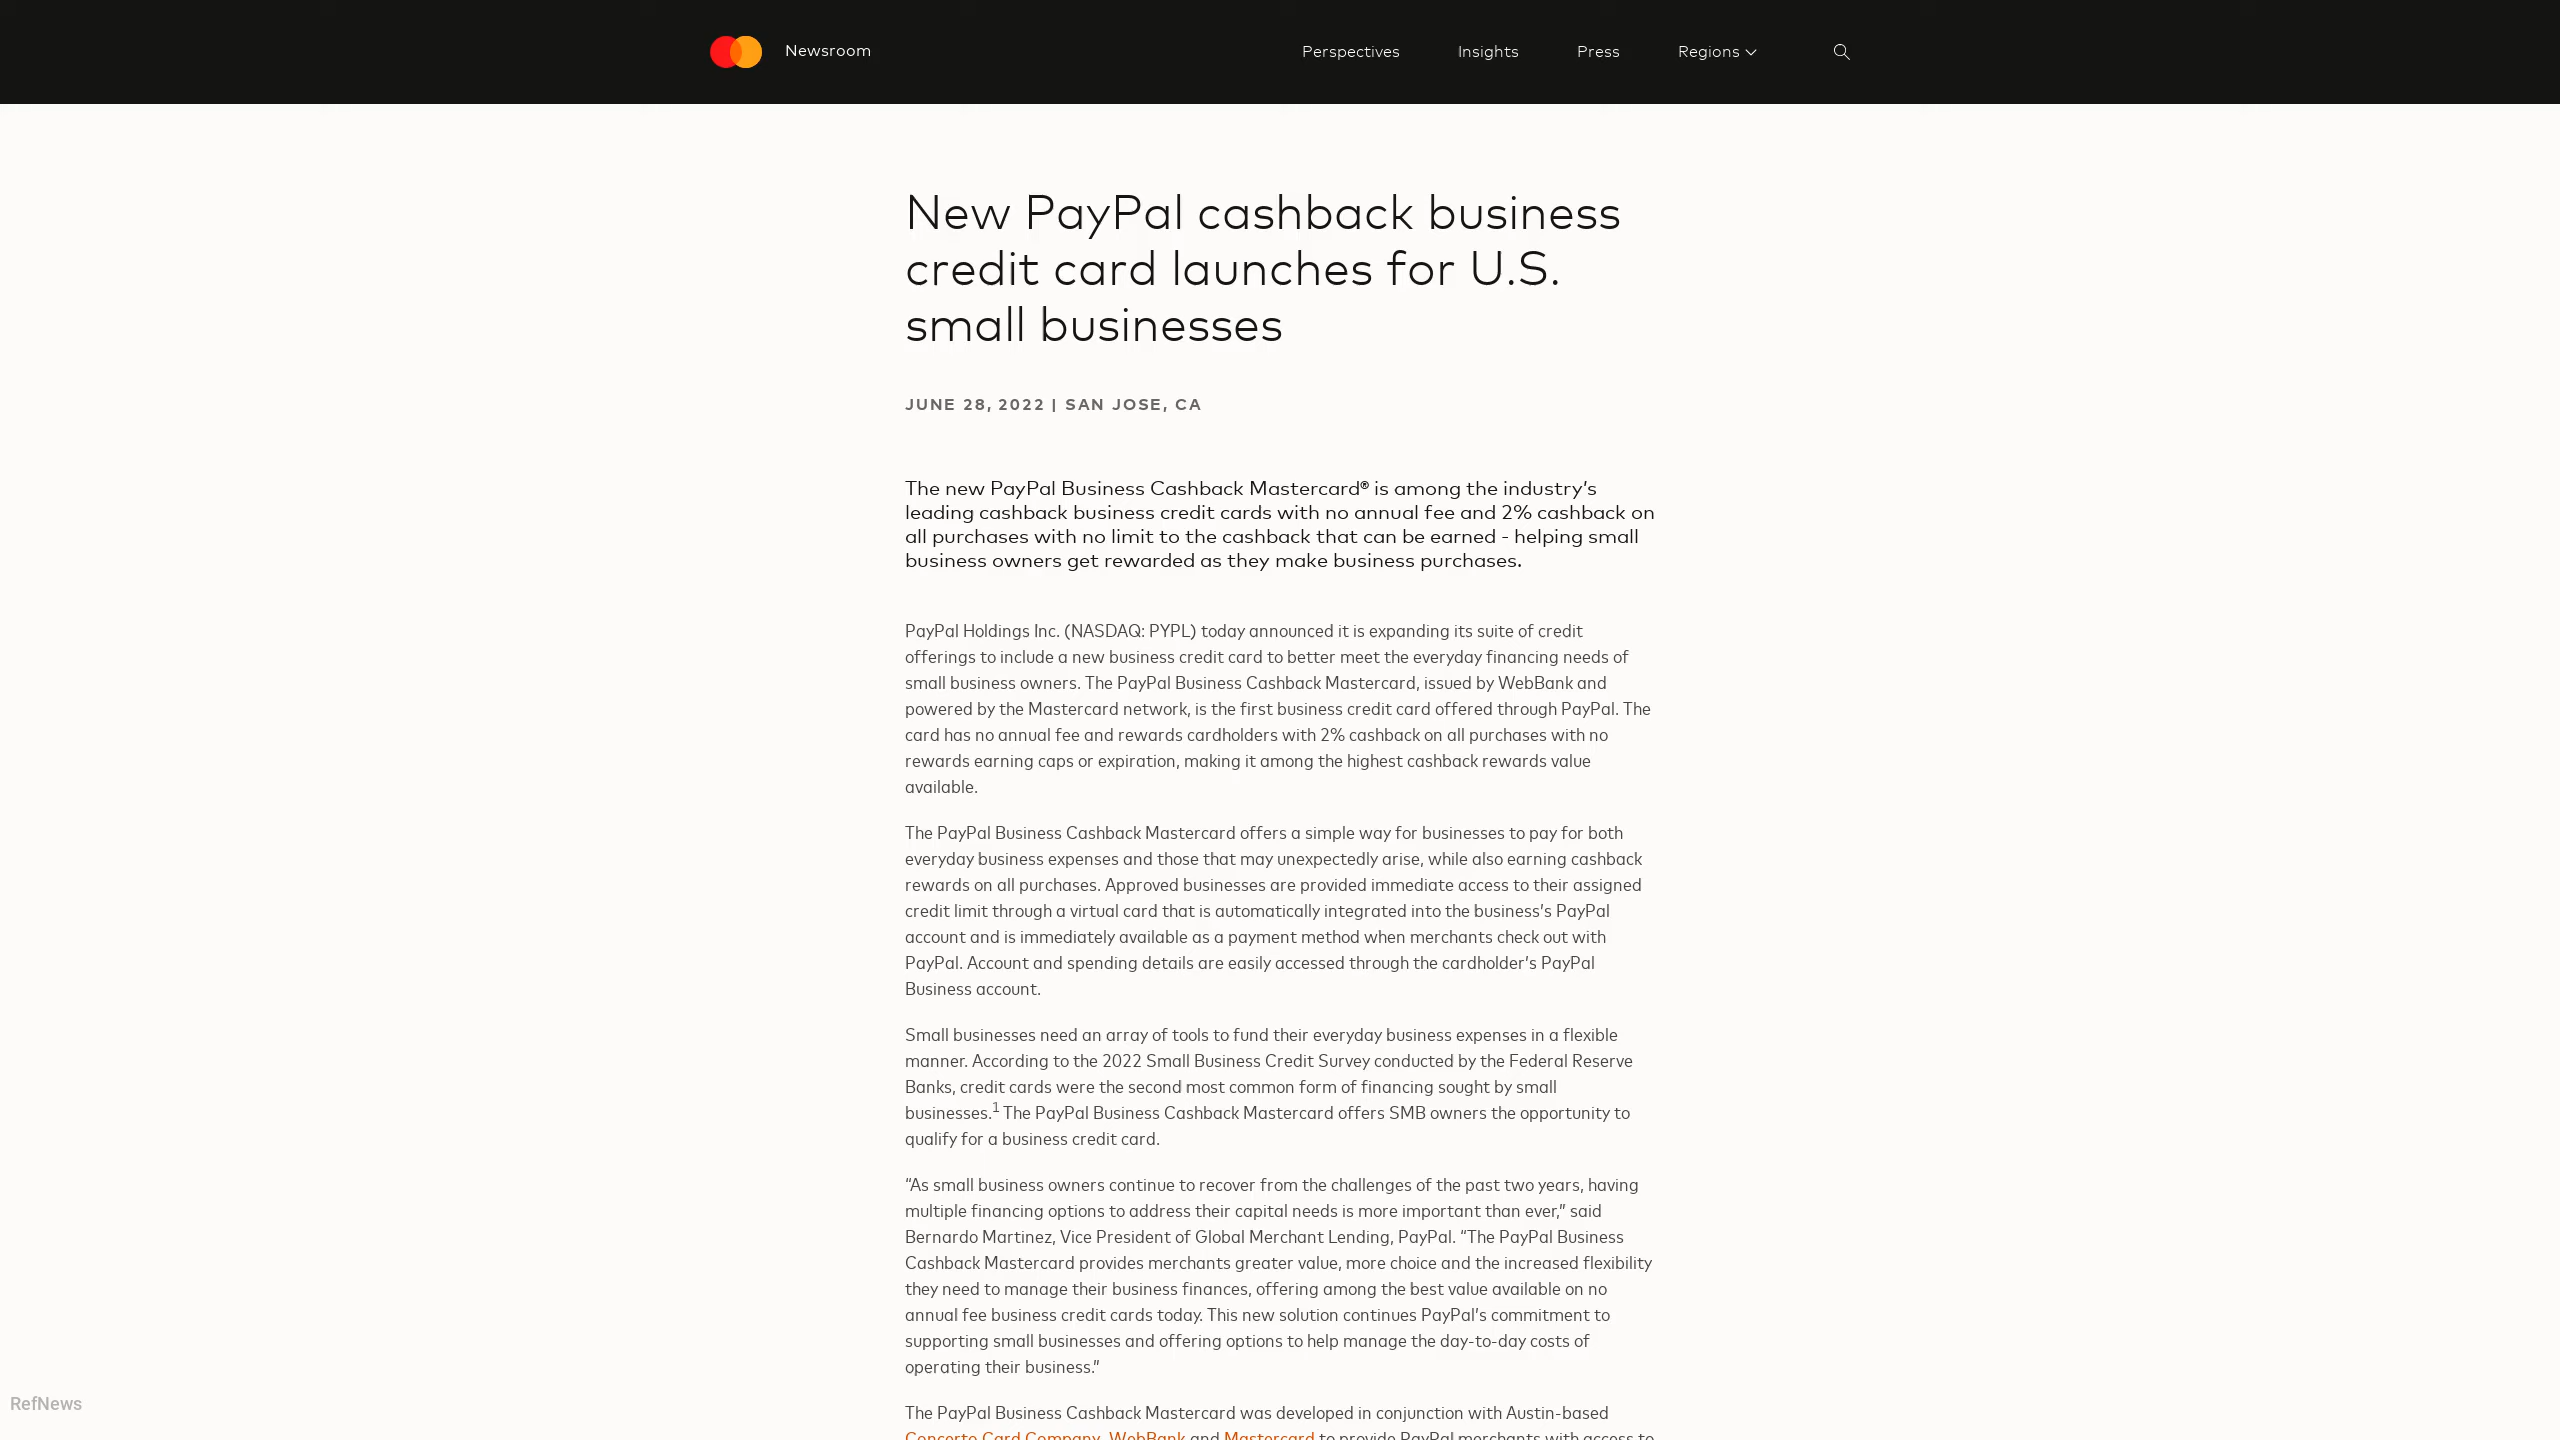 Newsroom
Perspectives
Insights
Press
Regions
New PayPal cashback business
credit card launches for U.S.
small businesses
JUNE 28, 2022 | SAN JOSE, CA
The new PayPal Business Cashback Mastercard® is among the industry’s
leading cashback business credit cards with no annual fee and 2% cashback on
all purchases with no limit to the cashback that can be earned - helping small
business owners get rewarded as they make business purchases.
PayPal Holdings Inc. (NASDAQ: PYPL) today announced it is expanding its suite of credit
offerings to include a new business credit card to better meet the everyday financing needs of
small business owners. The PayPal Business Cashback Mastercard, issued by WebBank and
powered by the Mastercard network, is the first business credit card offered through PayPal. The
card has no annual fee and rewards cardholders with 2% cashback on all purchases with no
rewards earning caps or expiration, making it among the highest cashback rewards value
available.
The PayPal Business Cashback Mastercard offers a simple way for businesses to pay for both
everyday business expenses and those that may unexpectedly arise, while also earning cashback
rewards on all purchases. Approved businesses are provided immediate access to their assigned
credit limit through a virtual card that is automatically integrated into the business’s PayPal
account and is immediately available as a payment method when merchants check out with
PayPal. Account and spending details are easily accessed through the cardholder’s PayPal
Business account.
Small businesses need an array of tools to fund their everyday business expenses in a flexible
manner. According to the 2022 Small Business Credit Survey conducted by the Federal Reserve
Banks, credit cards were the second most common form of financing sought by small
businesses.1 The PayPal Business Cashback Mastercard offers SMB owners the opportunity to
qualify for a business credit card.
“As small business owners continue to recover from the challenges of the past two years, having
multiple financing options to address their capital needs is more important than ever,” said
Bernardo Martinez, Vice President of Global Merchant Lending, PayPal. “The PayPal Business
Cashback Mastercard provides merchants greater value, more choice and the increased flexibility
they need to manage their business finances, offering among the best value available on no
annual fee business credit cards today. This new solution continues PayPal’s commitment to
supporting small businesses and offering options to help manage the day-to-day costs of
operating their business.”
The PayPal Business Cashback Mastercard was developed in conjunction with Austin-based
Concerto Card Company, WebBank and Mastercard to provide PayPal merchants with access to
RefNews